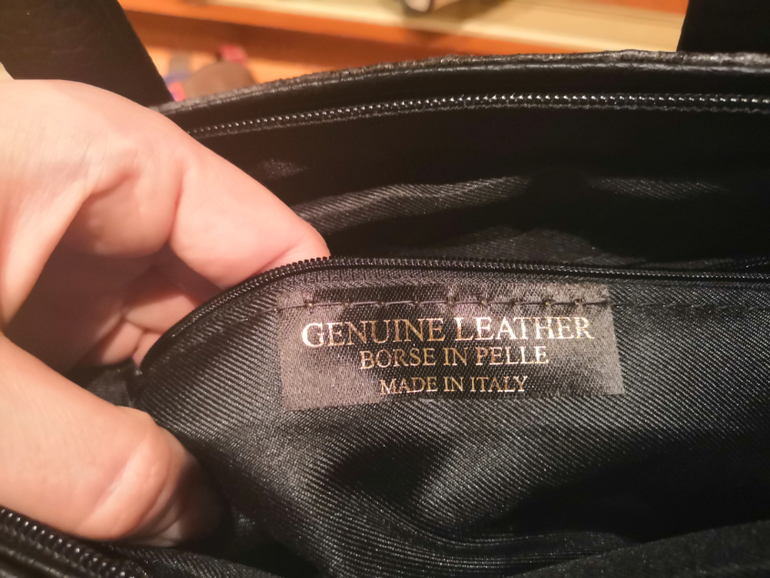 GENUINE LEATHER
BORSE IN PELLE
MADE IN ITALY